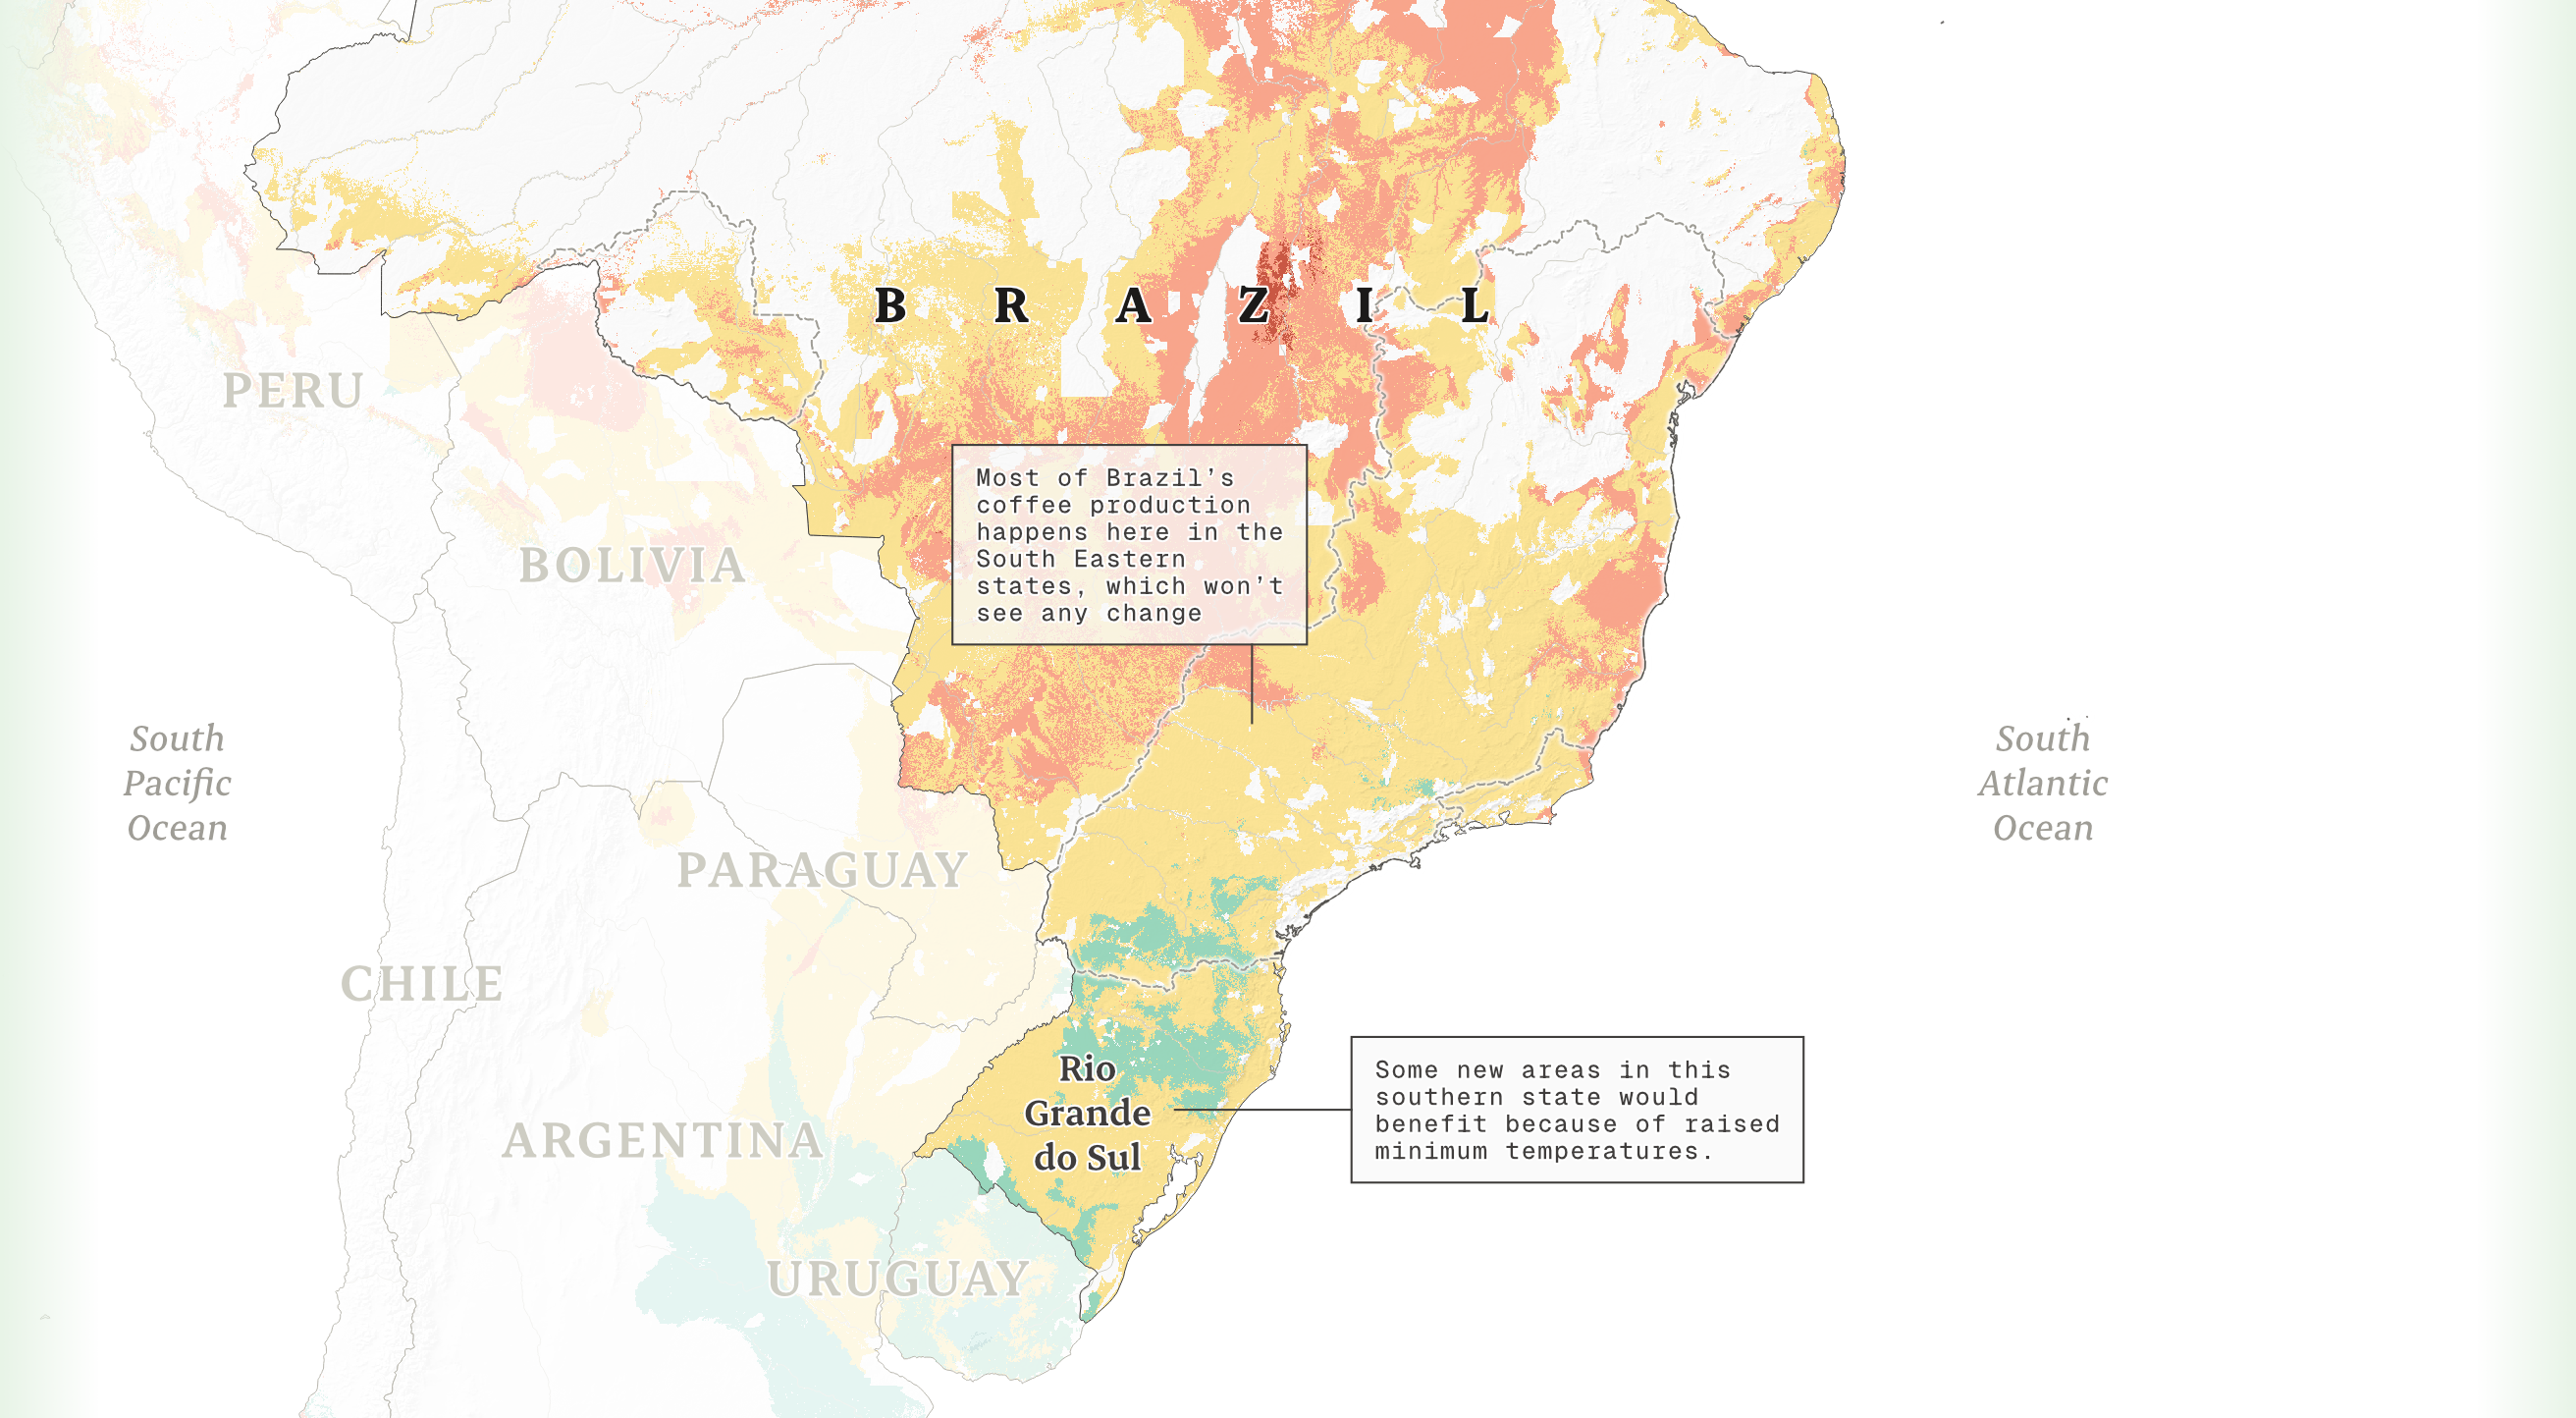 B R A Z I L
PERU
Most of Brazil’s
coffee production
happens here in the
South Eastern
states, which won’t
see any change
BOLIVIA
South
Pacific
Ocean
South
Atlantic
Ocean
PARAGUAY
CHILE
Rio
Grande
do Sul
Some new areas in this
southern state would
benefit because of raised
minimum temperatures.
ARGENTINA
URUGUAY